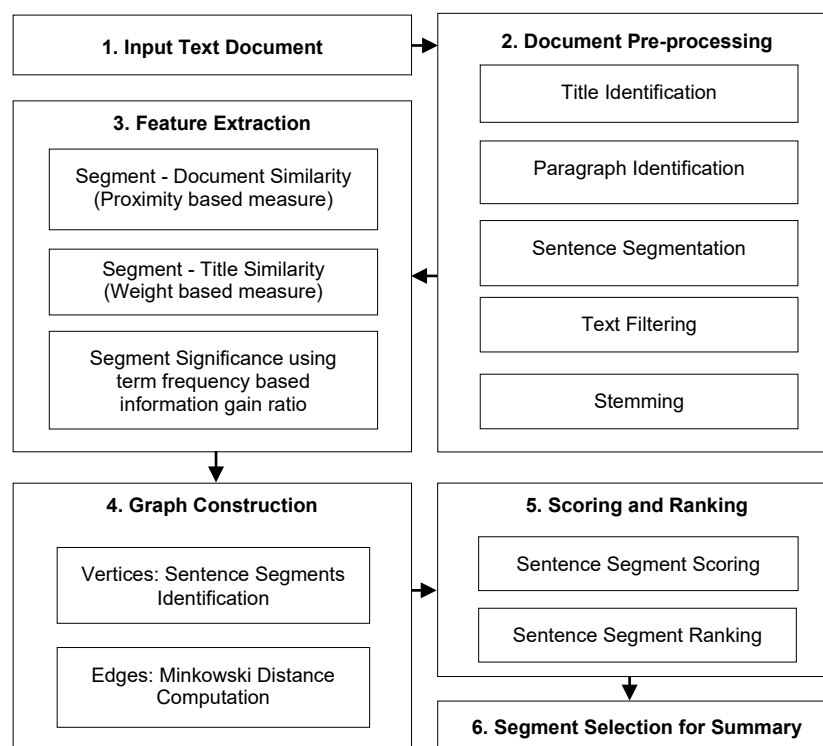 1. Input Text Document
2. Document Pre-processing
Title Identification
Paragraph Identification
Sentence Segmentation
Text Filtering
Stemming
3. Feature Extraction
Segment - Document Similarity
(Proximity based measure)
Segment - Title Similarity
(Weight based measure)
Segment Significance using
term frequency based
information gain ratio
4. Graph Construction
Vertices: Sentence Segments
Identification
Edges: Minkowski Distance
Computation
5. Scoring and Ranking
Sentence Segment Scoring
Sentence Segment Ranking
6. Segment Selection for Summary